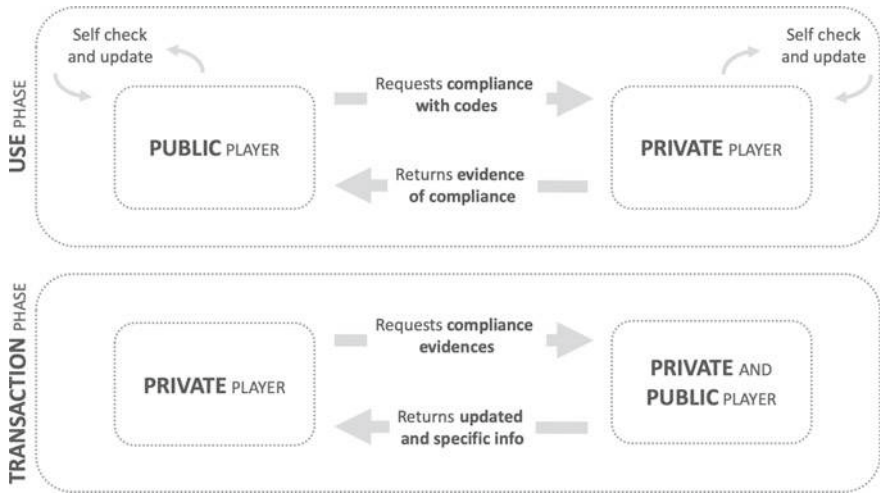 USE PHASE
Self check
and update
Self check
and update
Requests compliance
with codes
PUBLIC PLAYER
PRIVATE PLAYER
Returns evidence
of compliance
TRANSACTION PHASE
Requests compliance
evidences
PRIVATE PLAYER
PRIVATE AND
PUBLIC PLAYER
Returns updated
and specific info